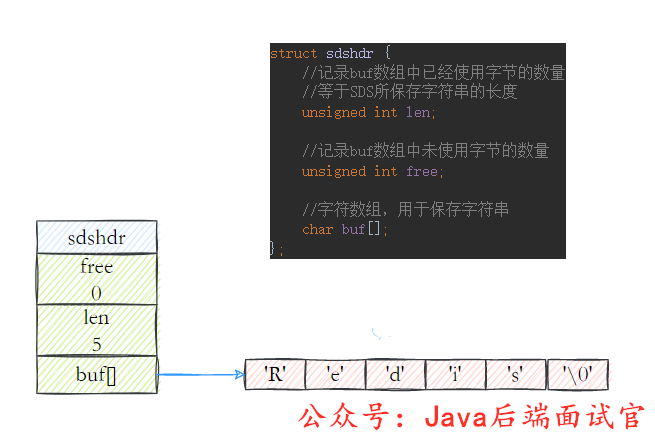 struct sdshdr {
//记录buf数组中已经使用字节的数量
//等于SDS所保存字符串的长度
unsigned int len;
//记录buf数组中未使用字节的数量
unsigned int free;
//字符数组，用于保存字符串
char buf[];
};
sdshdr
free
0
len
5
buf[]
'R' 'e' 'd' 'i' 's' '\0'
公众号：Java后端面试官